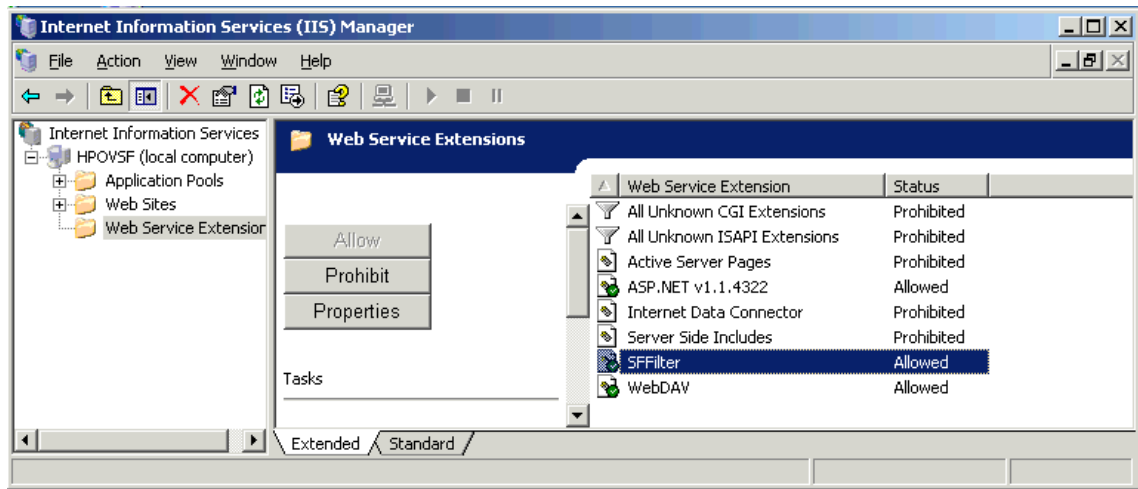 Internet Information Services (IIS) Manager
File Action View Window Help
Internet Information Services
HPOVSF (local computer)
Application Pools
Web Sites
Web Service Extension
Web Service Extensions
Allow
Prohibit
Properties
Tasks
Web Service Extension Status
All Unknown CGI Extensions Prohibited
All Unknown ISAPI Extensions Prohibited
Active Server Pages Prohibited
ASP.NET v1.1.4322 Allowed
Internet Data Connector Prohibited
Server Side Includes Prohibited
SFFilter Allowed
WebDAV Allowed
Extended Standard